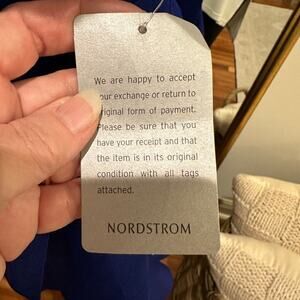 We are happy to accept
your exchange or return to
original form of payment.
Please be sure that you
have your receipt and that
the item is in its original
condition with all tags
attached.
NORDSTROM